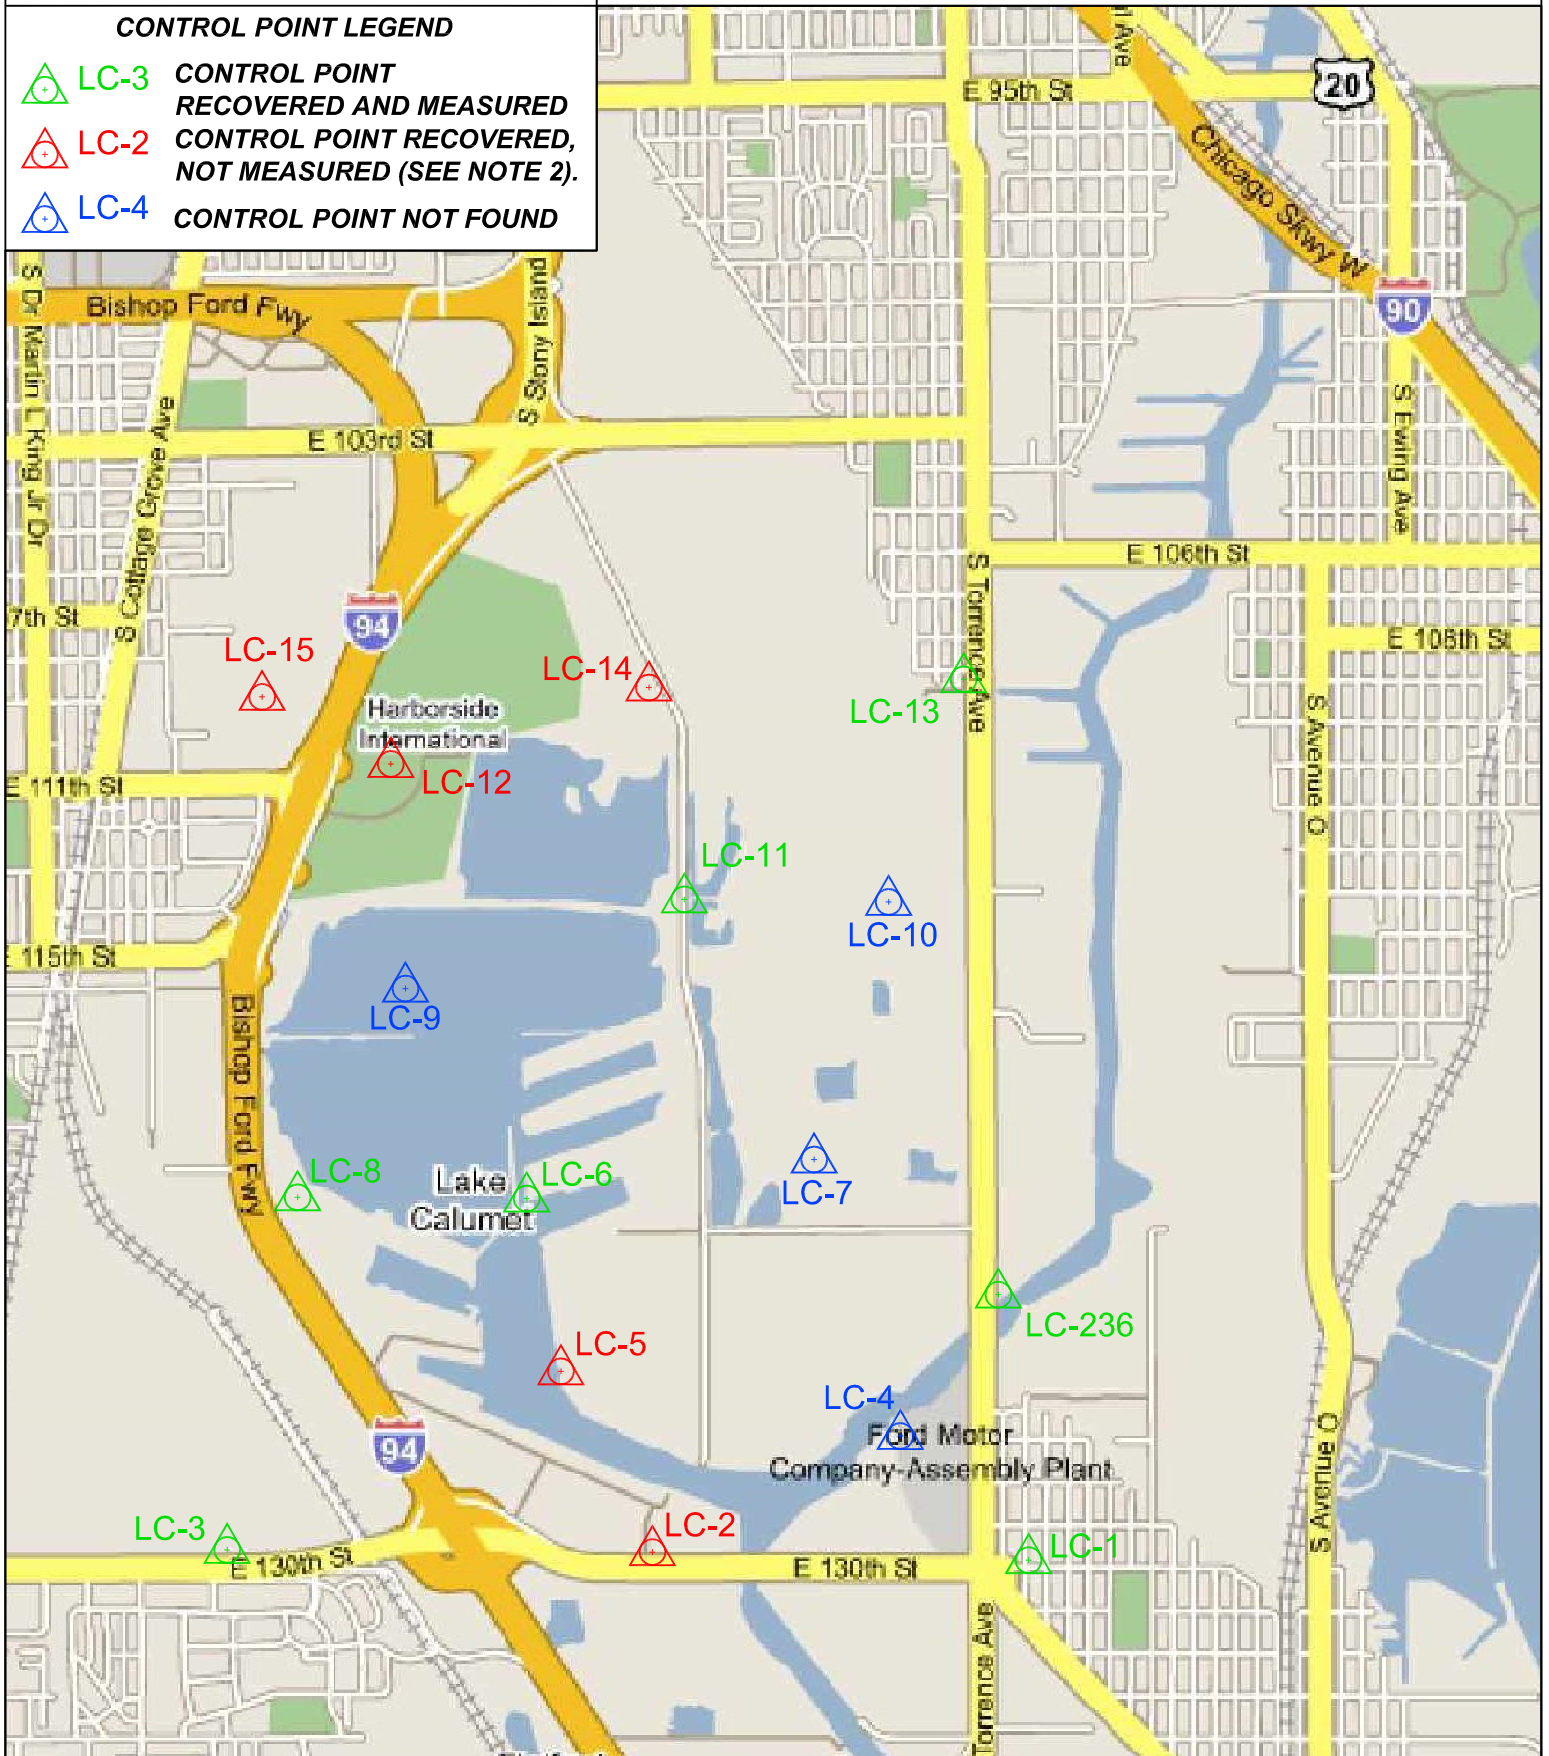 CONTROL POINT LEGEND
LC-3 CONTROL POINT
RECOVERED AND MEASURED
LC-2 CONTROL POINT RECOVERED,
NOT MEASURED (SEE NOTE 2).
LC-4 CONTROL POINT NOT FOUND
Ave
E 95th St
20
Chicago Skwy W
90
S Dr Martin L King Jr Dr
Bishop Ford Fwy
S Stony Island
S Cottage Grove Ave
E 103rd St
S Ewing Ave
E 106th St
7th St
94
E 108th St
S Torrence Ave
LC-15
LC-14
LC-13
Harborside
International
LC-12
S Avenue O
E 111th St
LC-11
LC-10
E 115th St
LC-9
Bishop Ford Fwy
LC-8
Lake
Calumet
LC-6
LC-7
LC-236
LC-5
LC-4
Ford Motor
Company-Assembly Plant
94
S Avenue O
LC-3
E 130th St
LC-2
E 130th St
LC-1
Torrence Ave